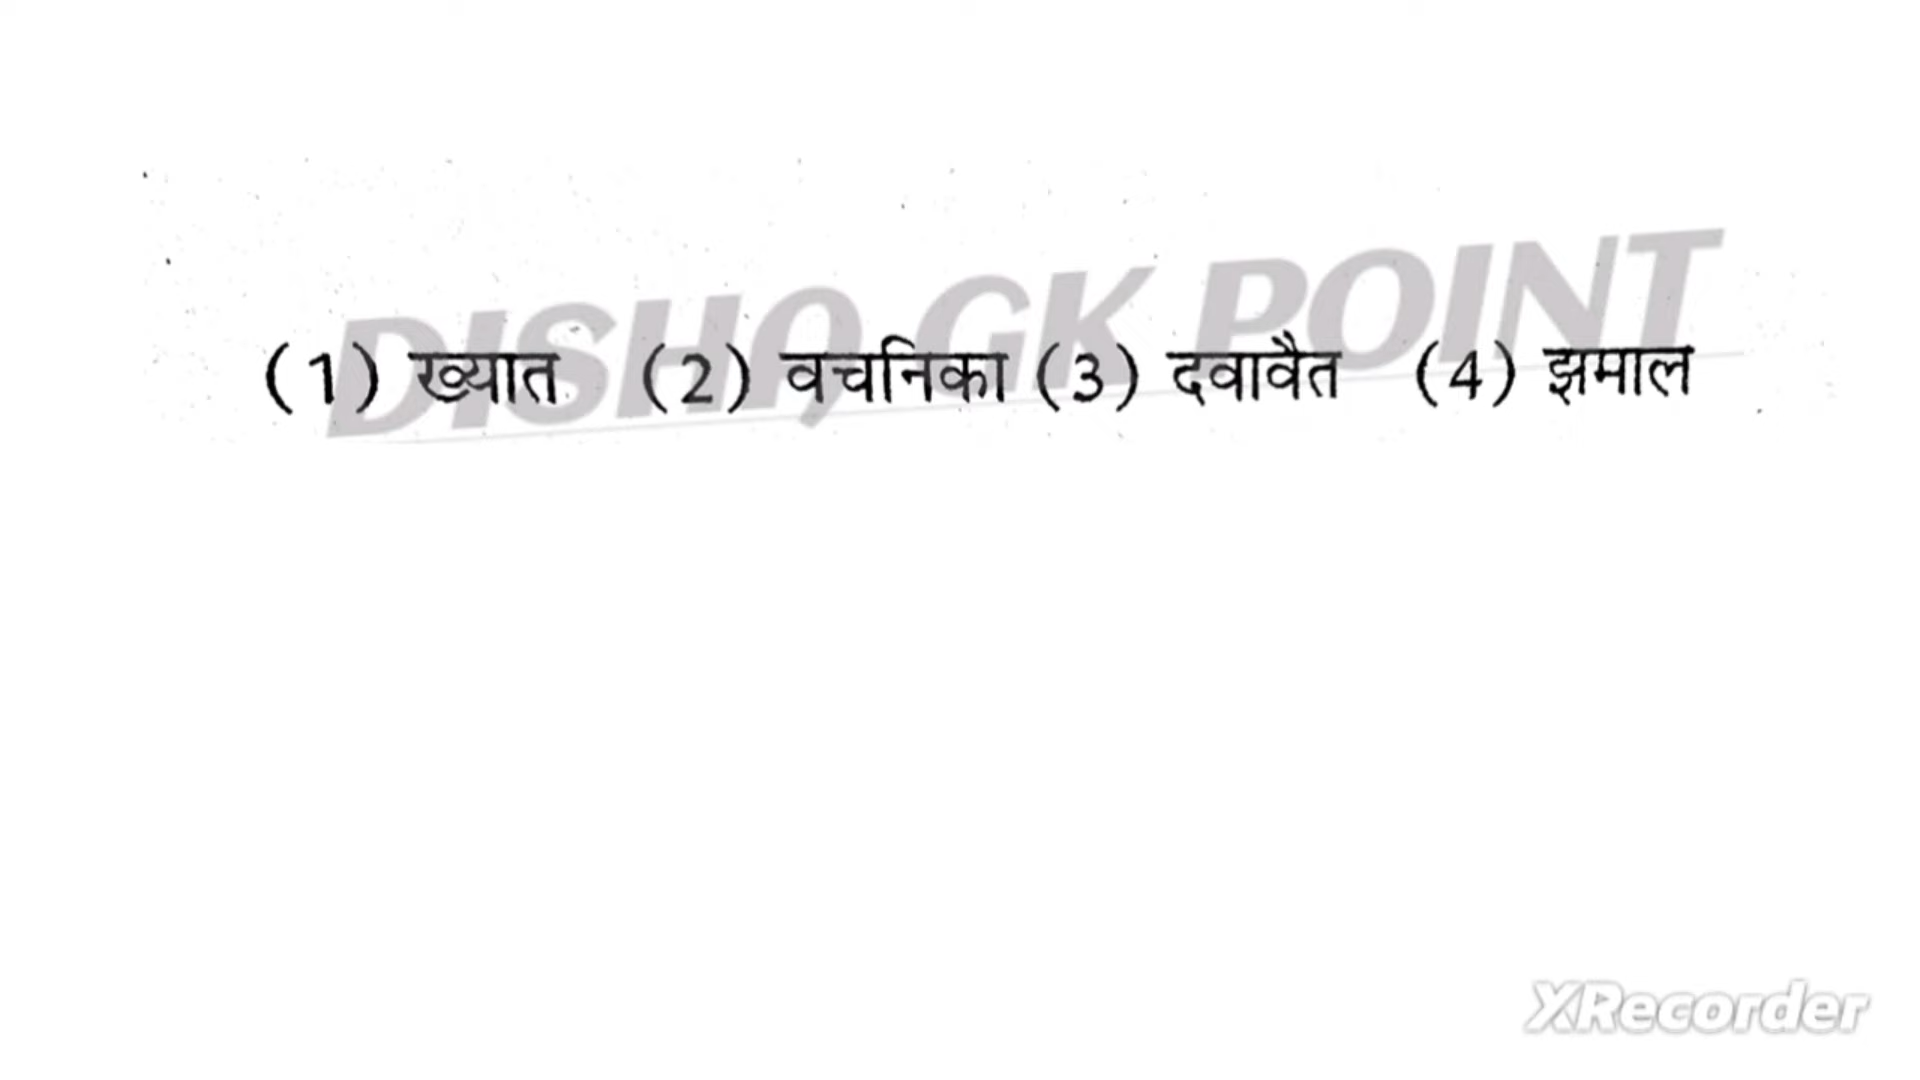 DISHA GK POINT
(1) ख्यात (2) वचनिका (3) दवावैत (4) झमाल
XRecorder